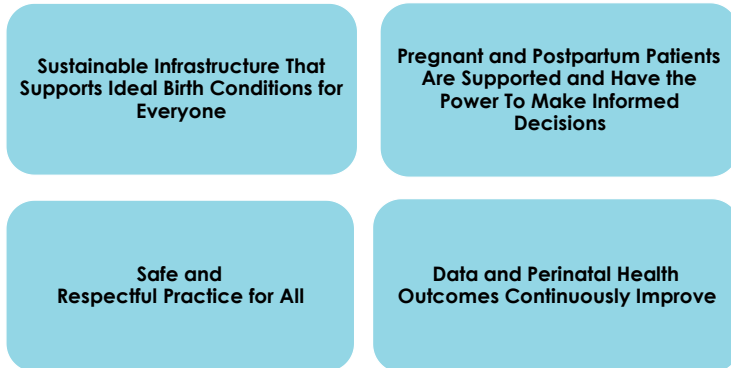 Sustainable Infrastructure That
Supports Ideal Birth Conditions for
Everyone
Pregnant and Postpartum Patients
Are Supported and Have the
Power To Make Informed
Decisions
Safe and
Respectful Practice for All
Data and Perinatal Health
Outcomes Continuously Improve